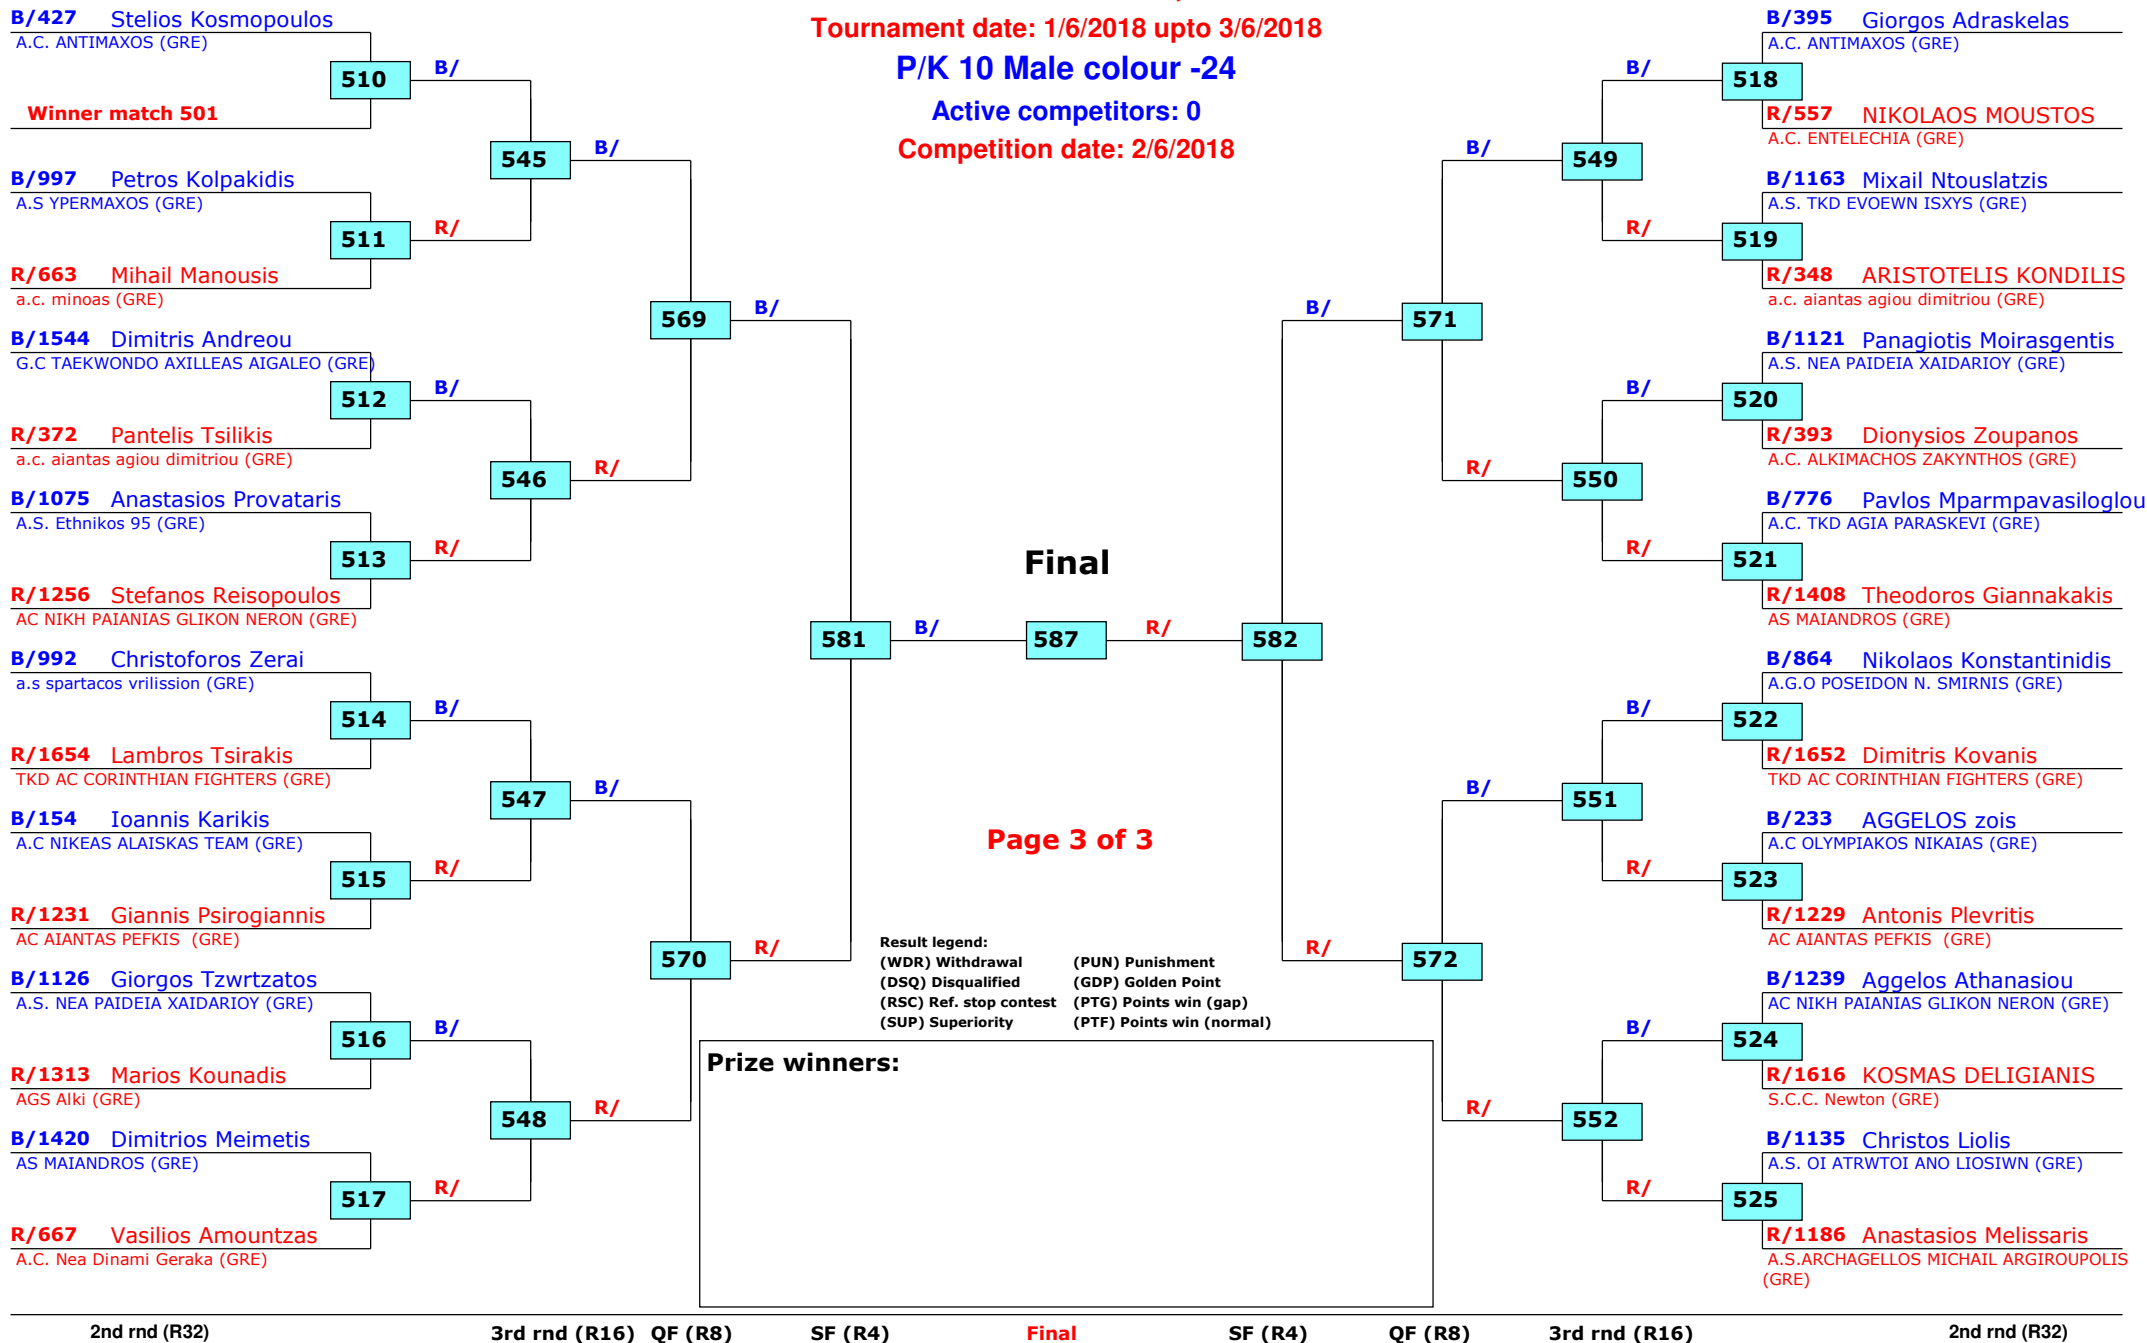 Tournament date: 1/6/2018 upto 3/6/2018
P/K 10 Male colour -24
Active competitors: 0
Competition date: 2/6/2018
B/427 Stelios Kosmopoulos
A.C. ANTIMAXOS (GRE)
510
B/
Winner match 501
545
B/
B/997 Petros Kolpakidis
A.S YPERMAXOS (GRE)
511
R/
R/663 Mihail Manousis
a.c. minoas (GRE)
569
B/
B/1544 Dimitris Andreou
G.C TAEKWONDO AXILLEAS AIGALEO (GRE)
512
B/
R/372 Pantelis Tsilikis
a.c. aiantas agiou dimitriou (GRE)
546
R/
B/1075 Anastasios Provataris
A.S. Ethnikos 95 (GRE)
513
R/
R/1256 Stefanos Reisopoulos
AC NIKH PAIANIAS GLIKON NERON (GRE)
581
B/
B/992 Christoforos Zerai
a.s spartacos vrilission (GRE)
514
B/
R/1654 Lambros Tsirakis
TKD AC CORINTHIAN FIGHTERS (GRE)
547
B/
B/154 Ioannis Karikis
A.C NIKEAS ALAISKAS TEAM (GRE)
515
R/
R/1231 Giannis Psirogiannis
AC AIANTAS PEFKIS (GRE)
570
R/
B/1126 Giorgos Tzwrtzatos
A.S. NEA PAIDEIA XAIDARIOY (GRE)
516
B/
R/1313 Marios Kounadis
AGS Alki (GRE)
548
R/
B/1420 Dimitrios Meimetis
AS MAIANDROS (GRE)
517
R/
R/667 Vasilios Amountzas
A.C. Nea Dinami Geraka (GRE)
Final
587
Page 3 of 3
Result legend:
(WDR) Withdrawal (PUN) Punishment
(DSQ) Disqualified (GDP) Golden Point
(RSC) Ref. stop contest (PTG) Points win (gap)
(SUP) Superiority (PTF) Points win (normal)
Prize winners:
B/395 Giorgos Adraskelas
A.C. ANTIMAXOS (GRE)
B/
518
R/557 NIKOLAOS MOUSTOS
A.C. ENTELECHIA (GRE)
B/
549
B/1163 Mixail Ntouslatzis
A.S. TKD EVOEWN ISXYS (GRE)
R/
519
R/348 ARISTOTELIS KONDILIS
a.c. aiantas agiou dimitriou (GRE)
B/
571
B/1121 Panagiotis Moirasgentis
A.S. NEA PAIDEIA XAIDARIOY (GRE)
B/
520
R/393 Dionysios Zoupanos
A.C. ALKIMACHOS ZAKYNTHOS (GRE)
R/
550
B/776 Pavlos Mparmpavasiloglou
A.C. TKD AGIA PARASKEVI (GRE)
R/
521
R/1408 Theodoros Giannakakis
AS MAIANDROS (GRE)
R/
582
B/864 Nikolaos Konstantinidis
A.G.O POSEIDON N. SMIRNIS (GRE)
B/
522
R/1652 Dimitris Kovanis
TKD AC CORINTHIAN FIGHTERS (GRE)
B/
551
B/233 AGGELOS zois
A.C OLYMPIAKOS NIKAIAS (GRE)
R/
523
R/1229 Antonis Plevritis
AC AIANTAS PEFKIS (GRE)
R/
572
B/1239 Aggelos Athanasiou
AC NIKH PAIANIAS GLIKON NERON (GRE)
B/
524
R/1616 KOSMAS DELIGIANIS
S.C.C. Newton (GRE)
R/
552
B/1135 Christos Liolis
A.S. OI ATRWTOI ANO LIOSIWN (GRE)
R/
525
R/1186 Anastasios Melissaris
A.S.ARCHAGELLOS MICHAIL ARGIROUPOLIS
(GRE)
2nd rnd (R32) 3rd rnd (R16) QF (R8) SF (R4) Final SF (R4) QF (R8) 3rd rnd (R16) 2nd rnd (R32)